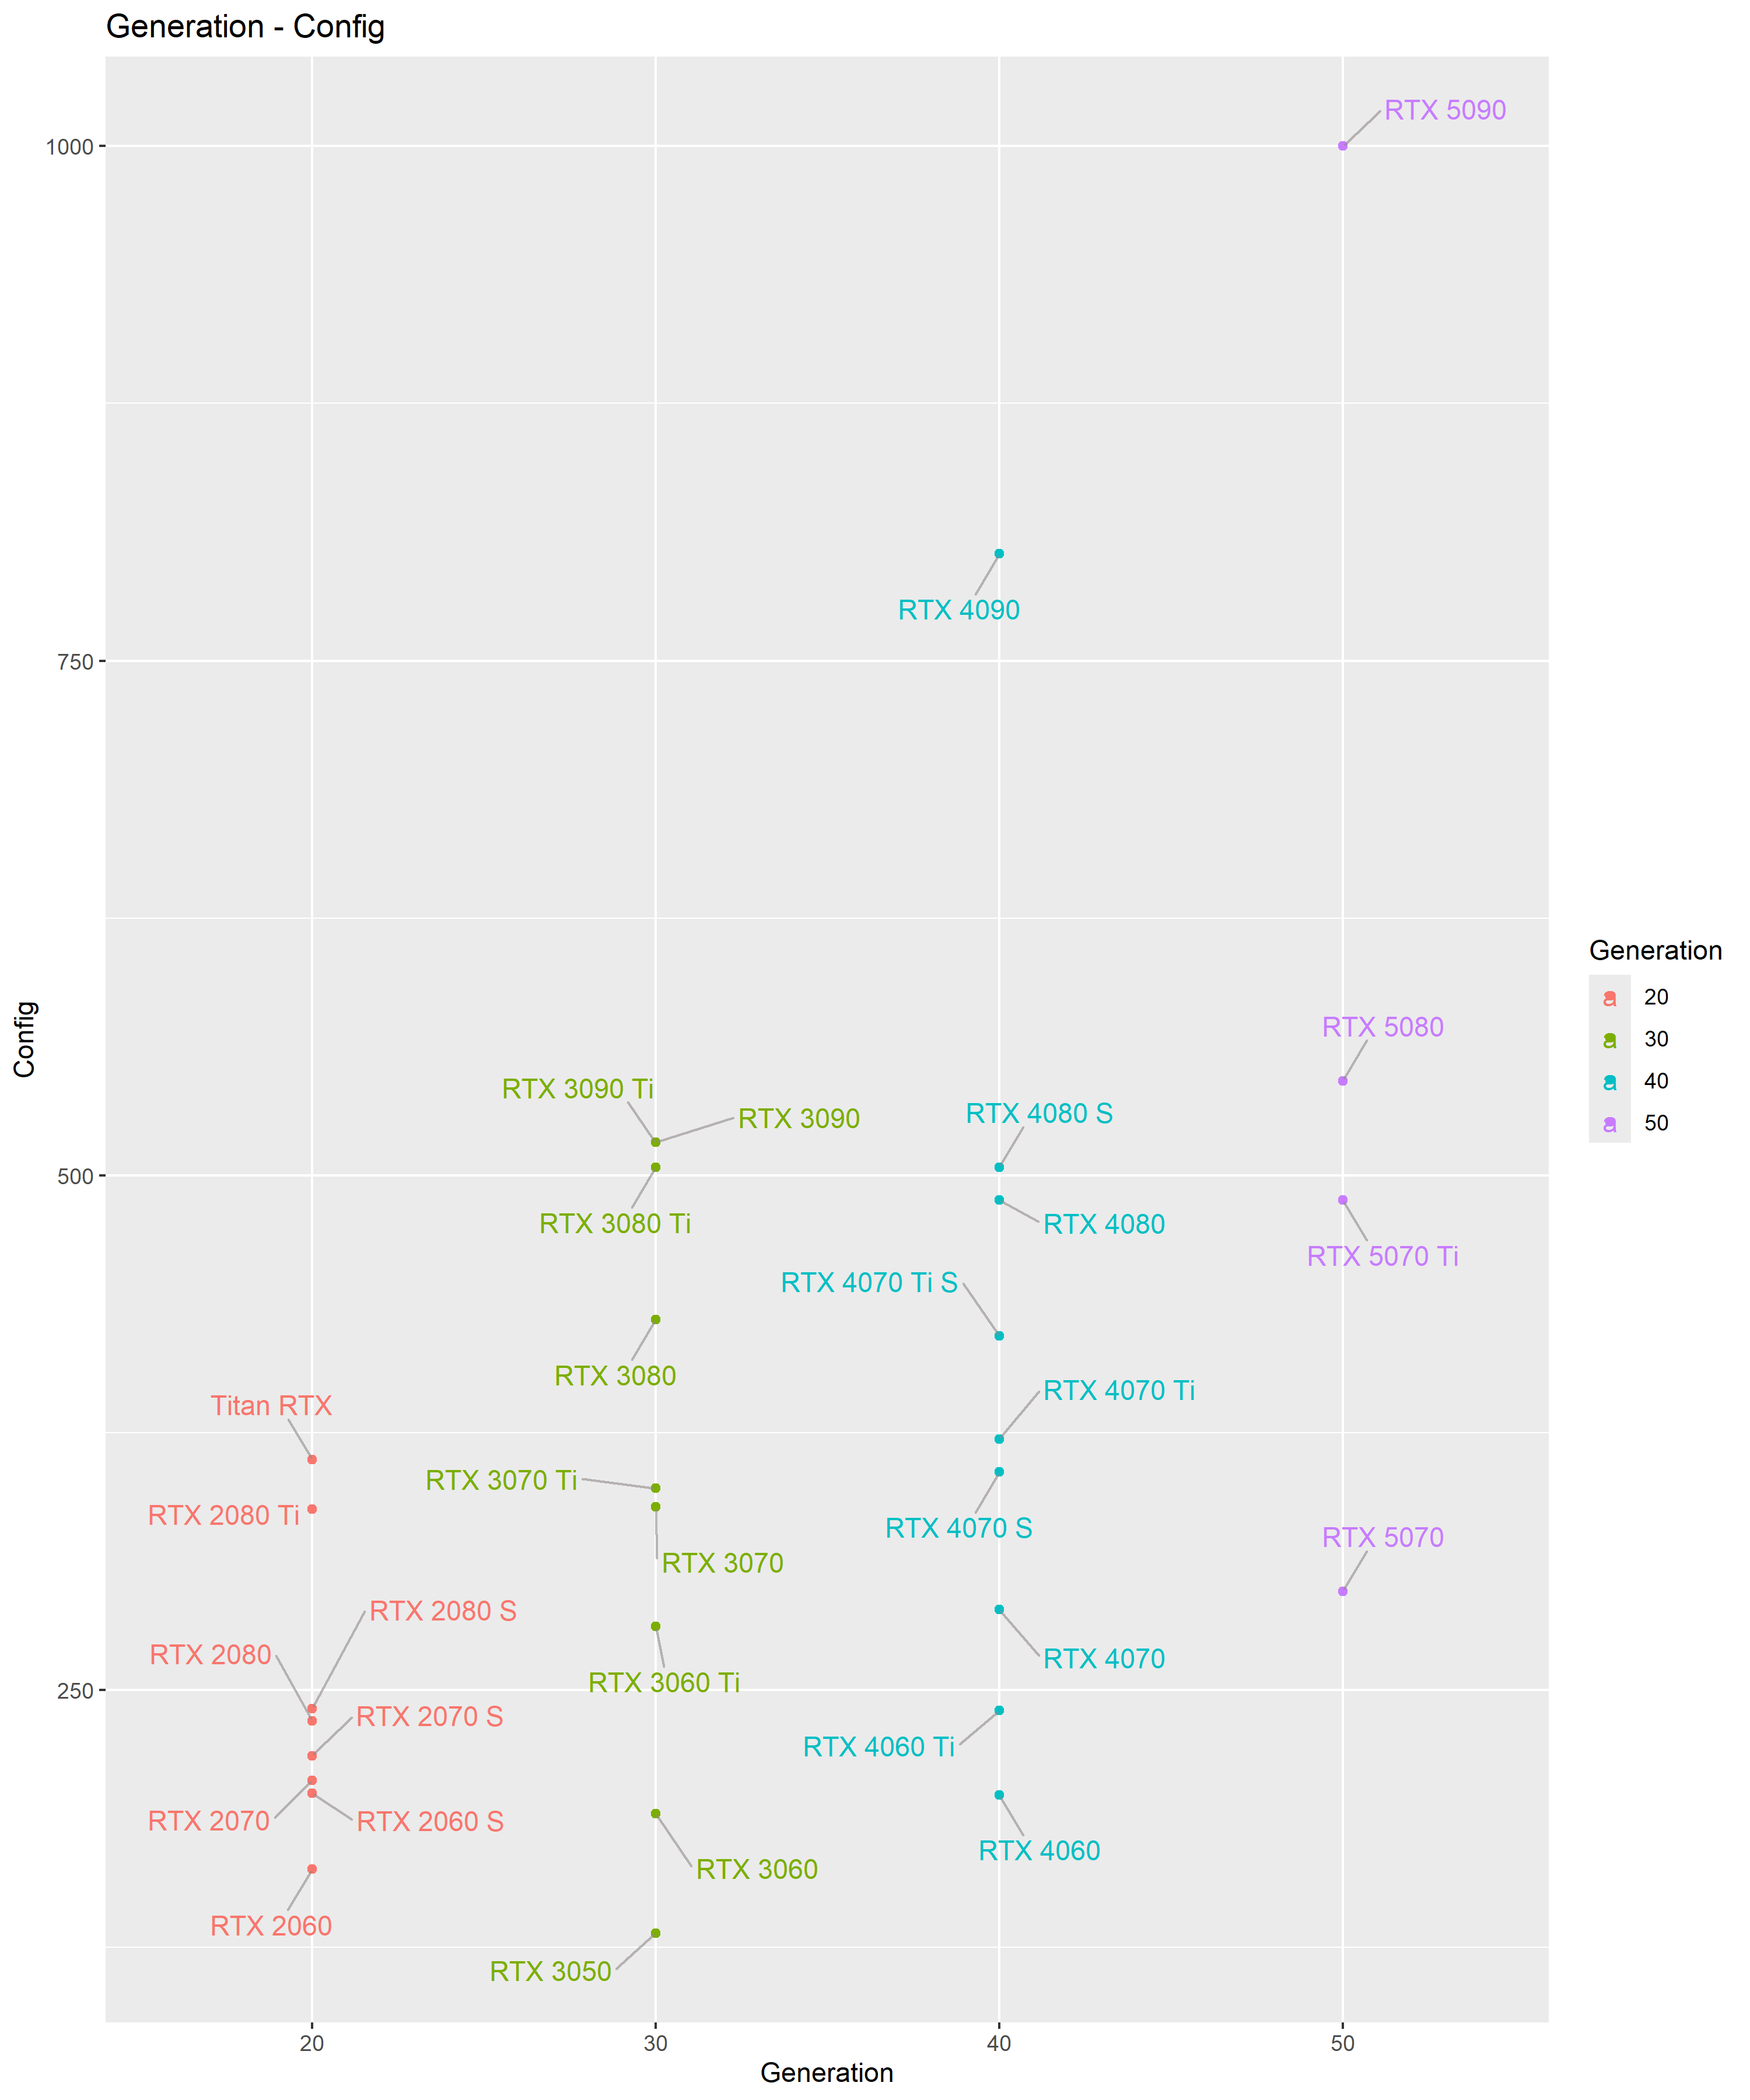 Generation - Config
RTX 5090
1000
RTX 4090
750
Generation
20
30
40
50
Config
RTX 5080
RTX 3090 Ti
RTX 3090
RTX 4080 S
500
RTX 3080 Ti
RTX 4080
RTX 5070 Ti
RTX 4070 Ti S
RTX 3080
RTX 4070 Ti
Titan RTX
RTX 3070 Ti
RTX 2080 Ti
RTX 4070 S
RTX 5070
RTX 3070
RTX 2080 S
RTX 2080
RTX 4070
RTX 3060 Ti
250
RTX 2070 S
RTX 4060 Ti
RTX 2070
RTX 2060 S
RTX 4060
RTX 3060
RTX 2060
RTX 3050
20 30 40 50
Generation